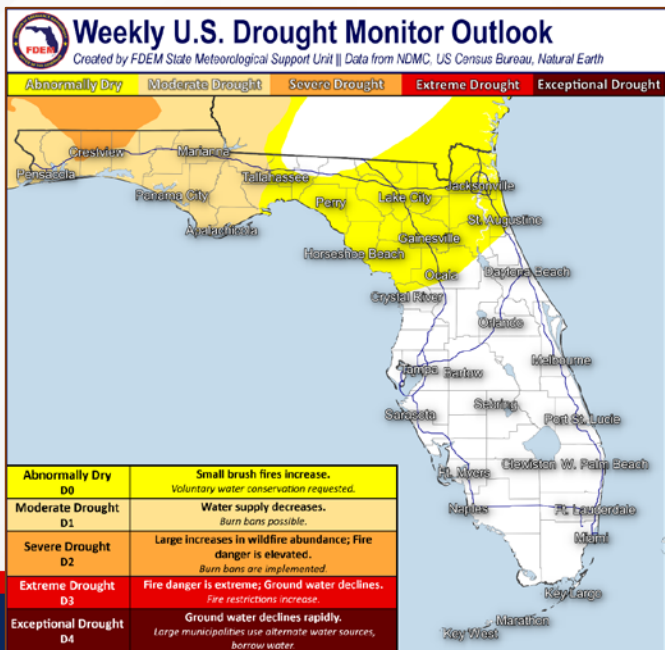 Weekly U.S. Drought Monitor Outlook
FDEM
Created by FDEM State Meteorological Support Unit || Data from NDMC, US Census Bureau, Natural Earth
Abnormally Dry Moderate Drought Severe Drought Extreme Drought Exceptional Drought
Crestview Marianna
Pensacola Tallahassee Jacksonville
Panama City Perry Lake City
Apalachicola St. Augustine
Gainesville
Horseshoe Beach
Ocala Daytona Beach
Crystal River
Orlando
Melbourne
Tampa Bartow
Sebring
Sarasota Port St. Lucie
Ft. Myers Clewiston W. Palm Beach
Naples Ft. Lauderdale
Miami
Key Largo
Marathon
Key West
Abnormally Dry Small brush fires increase.
D0 Voluntary water conservation requested.
Moderate Drought Water supply decreases.
D1 Burn bans possible.
Severe Drought Large increases in wildfire abundance; Fire danger is elevated.
D2 Burn bans are implemented.
Extreme Drought Fire danger is extreme; Ground water declines.
D3 Fire restrictions increase.
Exceptional Drought Ground water declines rapidly.
D4 Large municipalities use alternate water sources, borrow water.